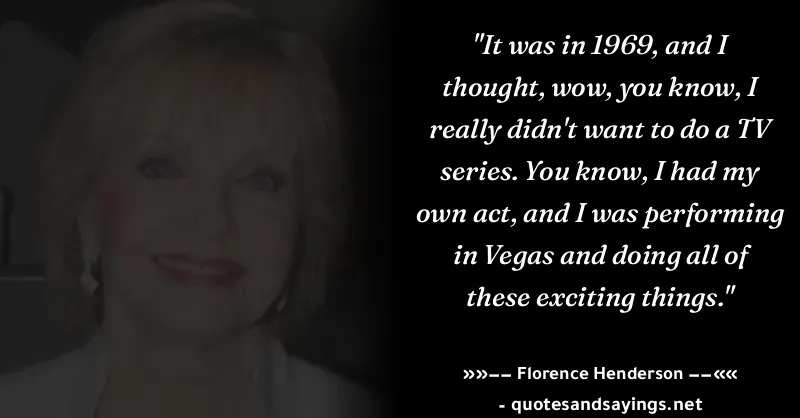 "It was in 1969, and I
thought, wow, you know, I
really didn't want to do a TV
series. You know, I had my
own act, and I was performing
in Vegas and doing all of
these exciting things."
»»–– Florence Henderson ––««
- quotesandsayings.net